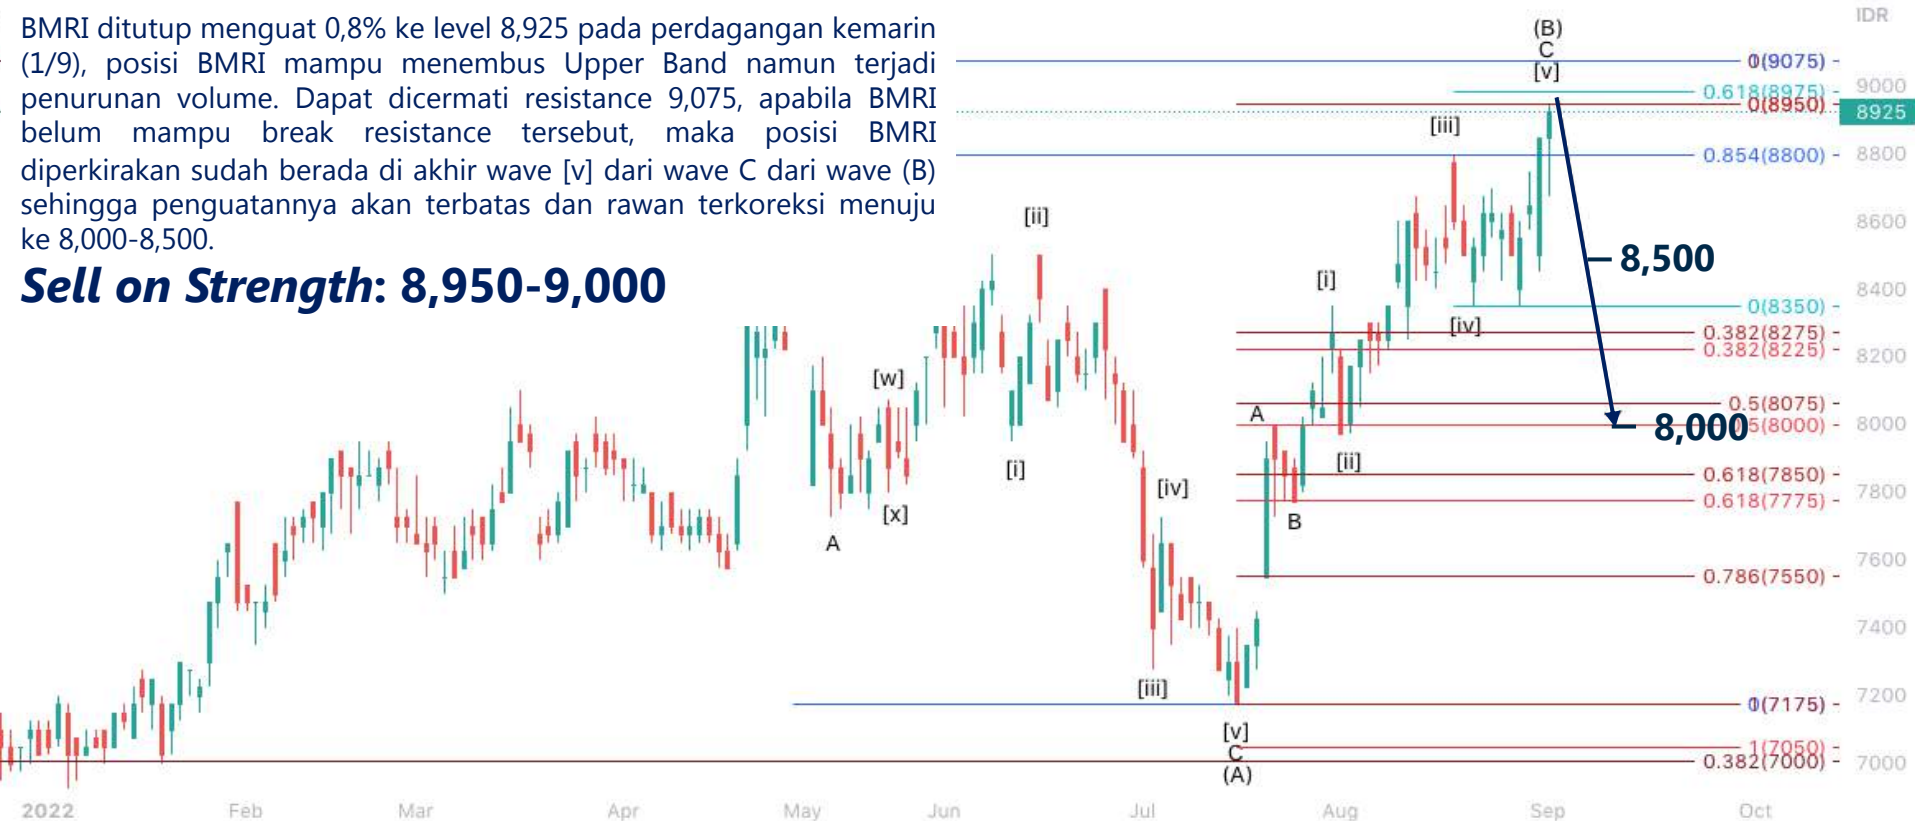 BMRI ditutup menguat 0,8% ke level 8,925 pada perdagangan kemarin
(1/9), posisi BMRI mampu menembus Upper Band namun terjadi
penurunan volume. Dapat dicermati resistance 9,075, apabila BMRI
belum mampu break resistance tersebut, maka posisi BMRI
diperkirakan sudah berada di akhir wave [v] dari wave C dari wave (B)
sehingga penguatannya akan terbatas dan rawan terkoreksi menuju
ke 8,000-8,500.
Sell on Strength: 8,950-9,000
IDR
(B)
C
[v]
(9075)
9000
0.618(8975)
0(8950)
8925
[iii]
0.854(8800)
8800
[ii]
8600
8,500
[i]
8400
0(8350)
[iv]
0.382(8275)
0.382(8225)
8200
[w]
0.5(8075)
A
8,000
5(8000)
8000
[i]
[ii]
0.618(7850)
[iv]
0.618(7775)
7800
[x]
B
A
7600
0.786(7550)
7400
[iii]
7200
(7175)
[v]
C
(A)
1(7050)
0.382(7000)
7000
2022
Feb
Mar
Apr
May
Jun
Jul
Aug
Sep
Oct